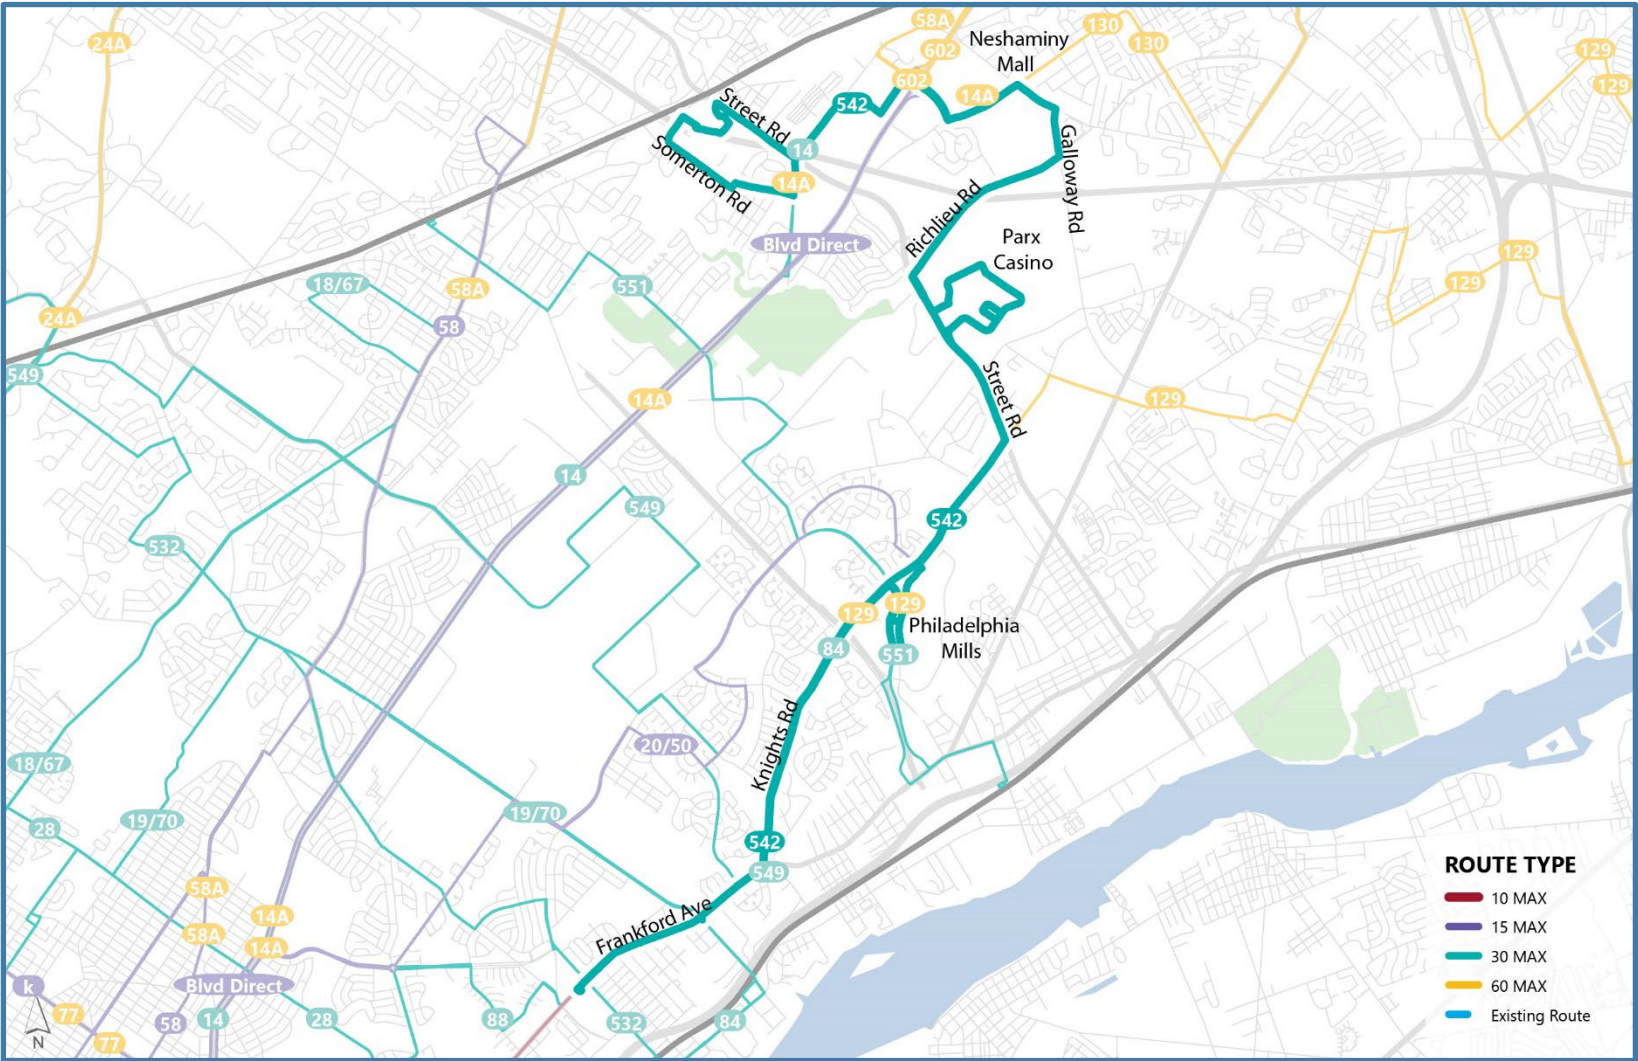 58A
24A
130
Neshaminy
Mall
130
602
129
602
129
14A
542
Street Rd
14
Somerton Rd
Galloway Rd
14A
Richlieu Rd
Blvd Direct
Parx
Casino
129
18/67
551
58A
129
24A
58
549
Street Rd
14A
129
14
549
542
532
129
129
Philadelphia
Mills
84
551
Knights Rd
20/50
18/67
19/70
19/70
28
542
549
58A
Frankford Ave
14A
58A
14A
Blvd Direct
k
77
58
14
28
88
532
84
77
N
ROUTE TYPE
10 MAX
15 MAX
30 MAX
60 MAX
Existing Route